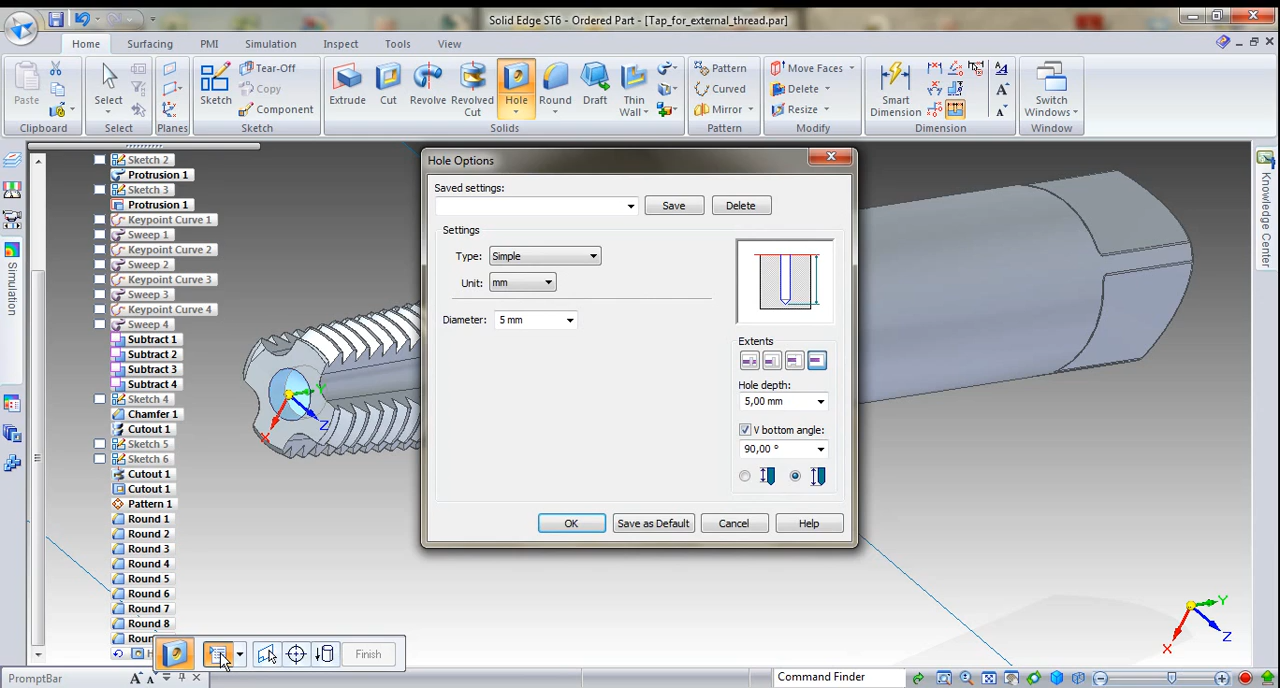 Solid Edge ST6 - Ordered Part - [Tap_for_external_thread.par]
Home
Surfacing
PMI
Simulation
Inspect
Tools
View
Paste
Clipboard
Select
Select
Planes
Sketch
Tear-Off
Copy
Component
Sketch
Extrude
Cut
Revolve
Revolved
Cut
Hole
Round
Draft
Thin
Wall
Solids
Pattern
Curved
Mirror
Pattern
Move Faces
Delete
Resize
Modify
Smart
Dimension
Dimension
Switch
Windows
Window
Sketch 2
Protrusion 1
Sketch 3
Protrusion 1
Keypoint Curve 1
Sweep 1
Keypoint Curve 2
Sweep 2
Keypoint Curve 3
Sweep 3
Keypoint Curve 4
Sweep 4
Subtract 1
Subtract 2
Subtract 3
Subtract 4
Sketch 4
Chamfer 1
Cutout 1
Sketch 5
Sketch 6
Cutout 1
Cutout 1
Pattern 1
Round 1
Round 2
Round 3
Round 4
Round 5
Round 6
Round 7
Round 8
Simulation
Knowledge Center
Hole Options
Saved settings:
Save
Delete
Settings
Type:
Simple
Unit:
mm
Diameter:
5 mm
Extents
Hole depth:
5,00 mm
V bottom angle:
90,00 °
OK
Save as Default
Cancel
Help
Y
X
Z
Y
X
Z
Finish
PromptBar
Command Finder